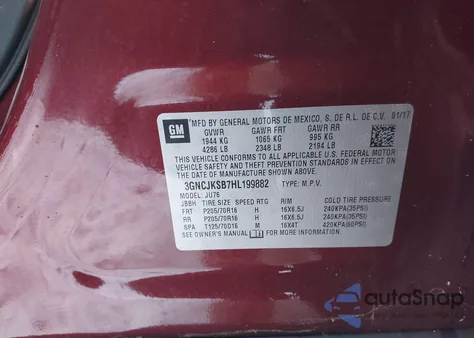 GM
MFD BY GENERAL MOTORS DE MEXICO, S. DE R.L. DE C.V. 01/17
GVWR GAWR FRT GAWR RR
1944 KG 1065 KG 995 KG
4286 LB 2348 LB 2194 LB
THIS VEHICLE CONFORMS TO ALL APPLICABLE U.S. FEDERAL MOTOR
VEHICLE SAFETY, BUMPER, AND THEFT PREVENTION STANDARDS
IN EFFECT ON THE DATE OF MANUFACTURE SHOWN ABOVE.
3GNCJKSB7HL199882 TYPE: M.P.V.
JU76
JBBH TIRE SIZE SPEED RTG RIM COLD TIRE PRESSURE
FRT P205/70R16 H 16X6.5J 240KPA(35PSI)
RR P205/70R16 H 16X6.5J 240KPA(35PSI)
SPA T125/70D16 M 16X4T 420KPA(60PSI)
SEE OWNER'S MANUAL FOR MORE INFORMATION
autoSnap